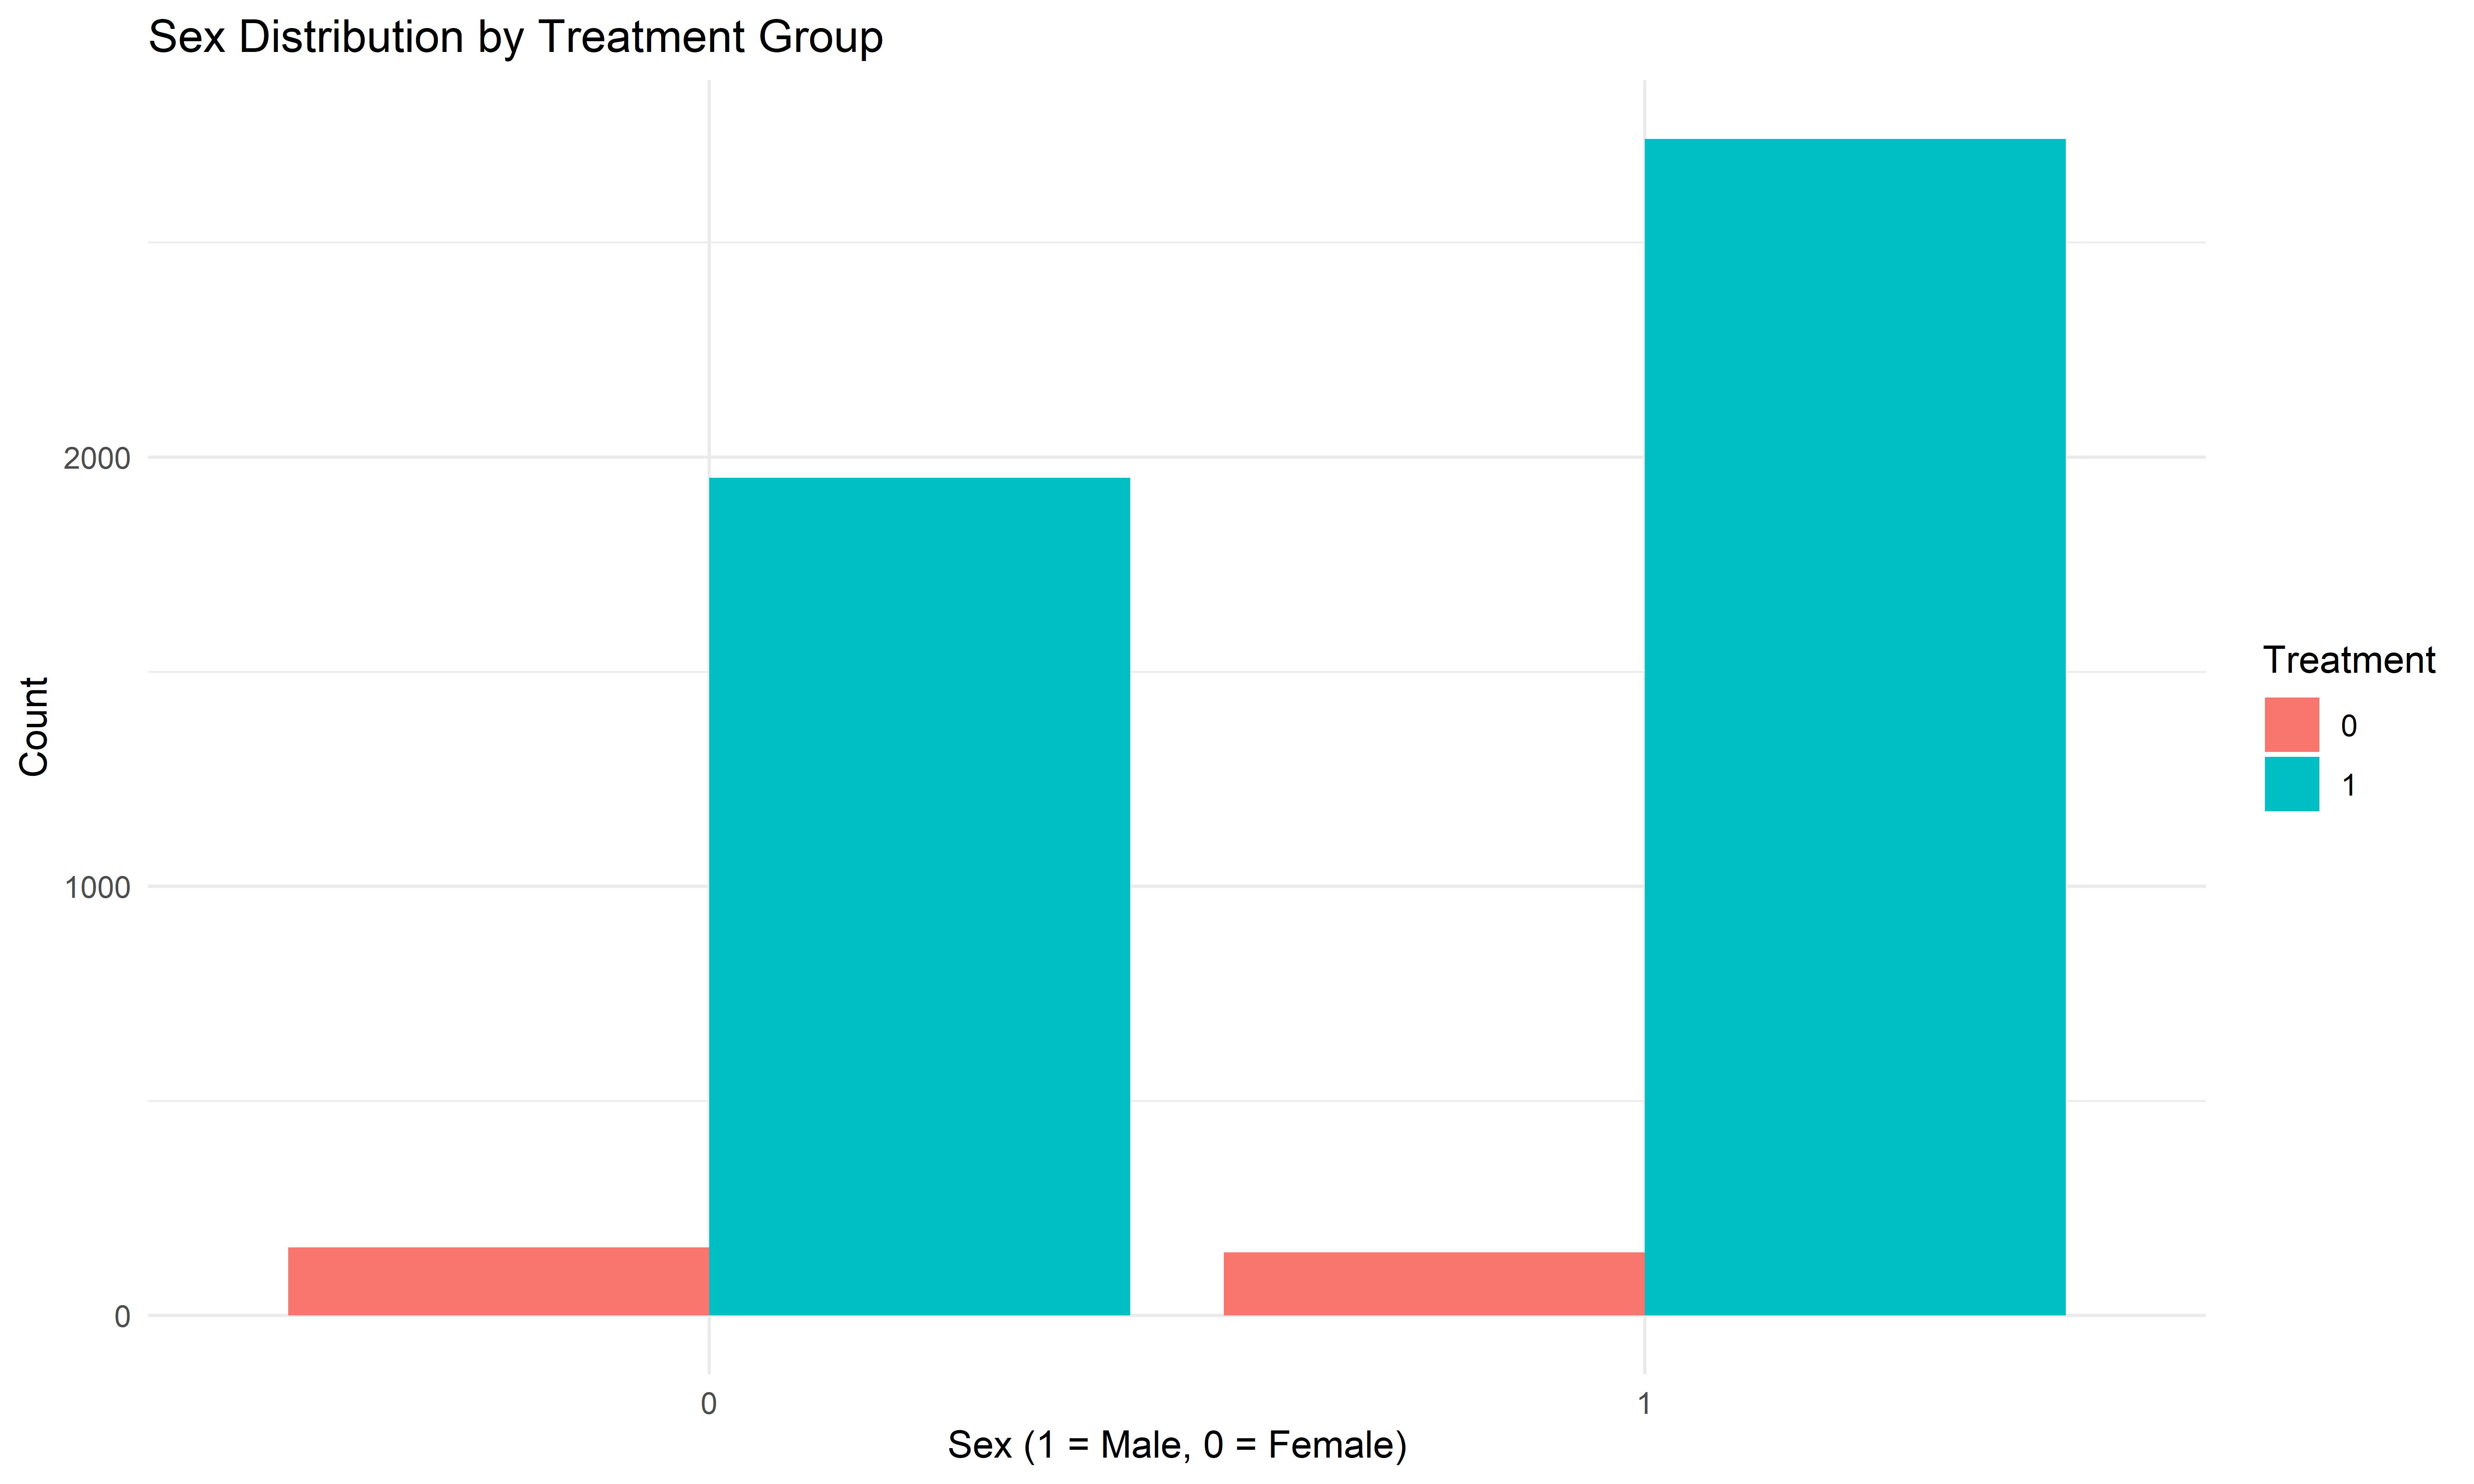 Sex Distribution by Treatment Group
Count
2000
1000
0
0
1
Sex (1 = Male, 0 = Female)
Treatment
0
1